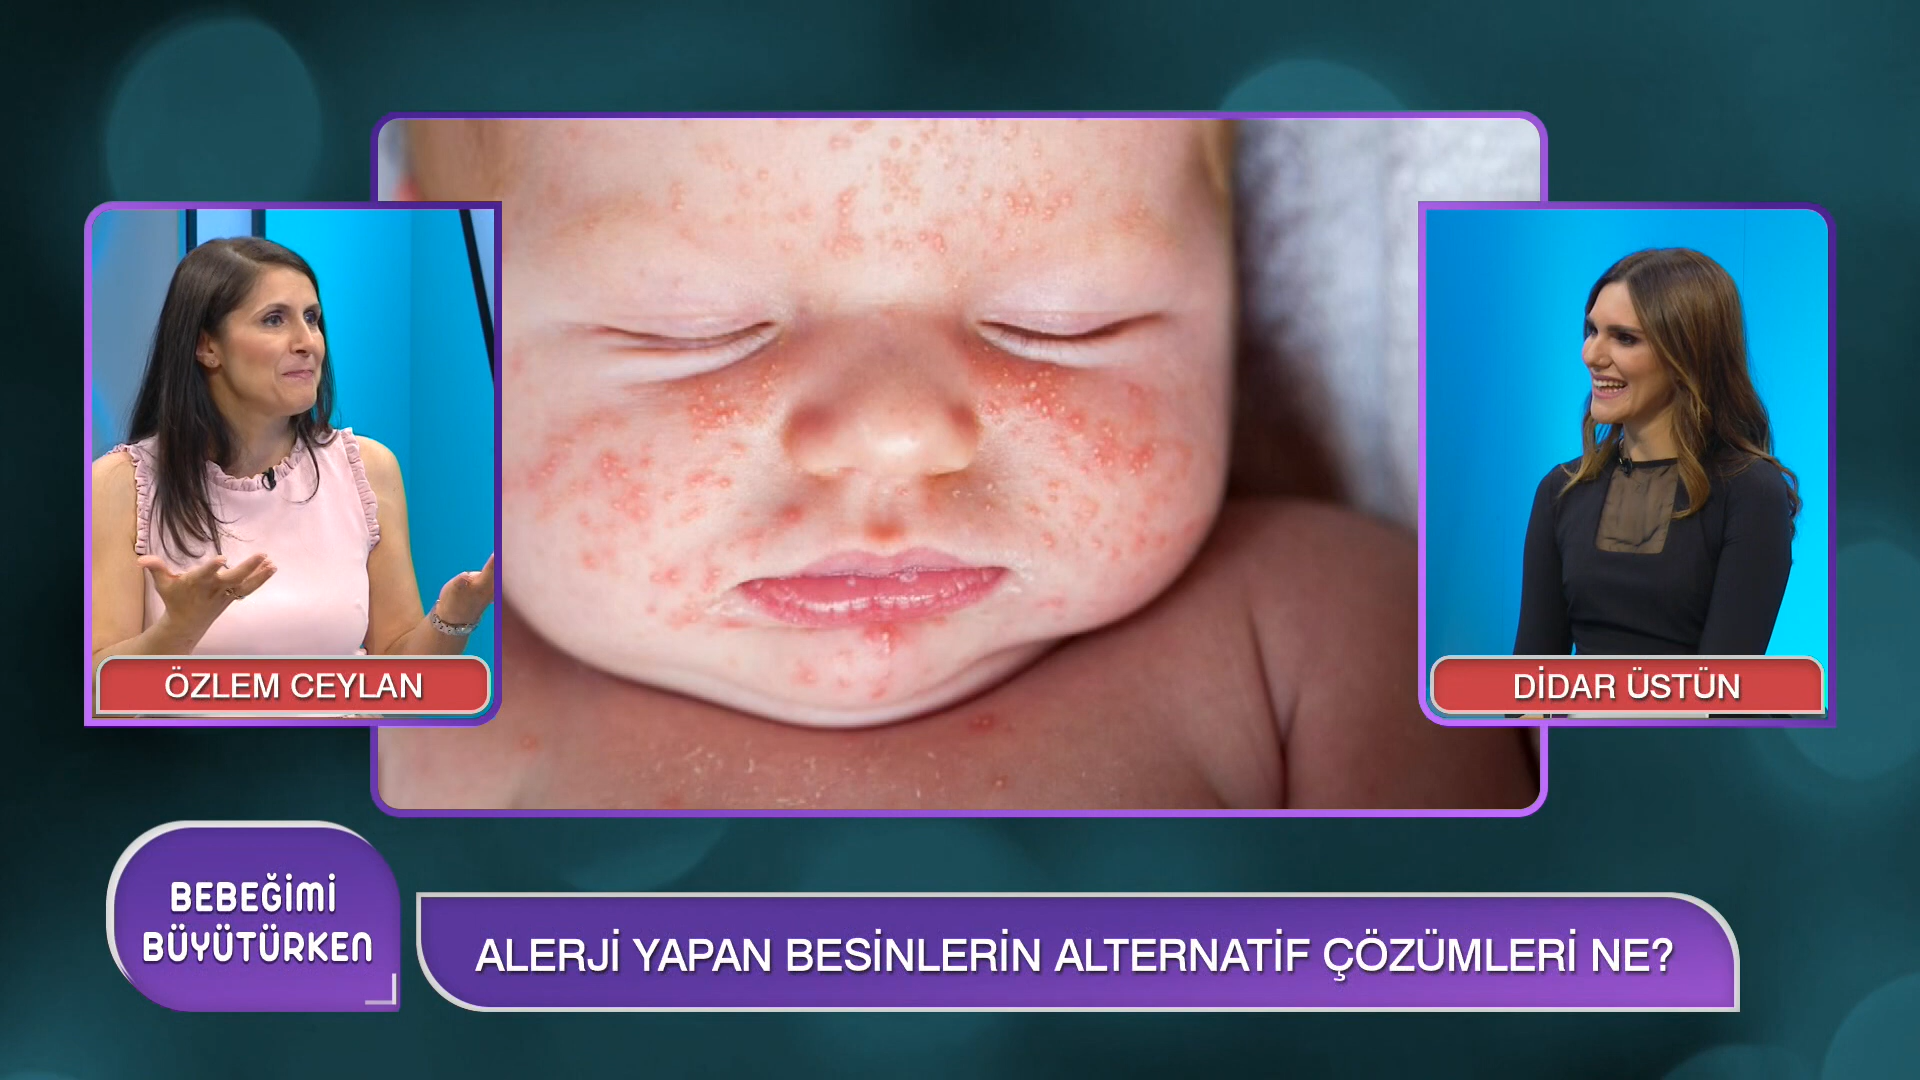 ÖZLEM CEYLAN
DİDAR ÜSTÜN
BEBEĞİMİ
BÜYÜTÜRKEN
ALERJİ YAPAN BESİNLERİN ALTERNATİF ÇÖZÜMLERİ NE?